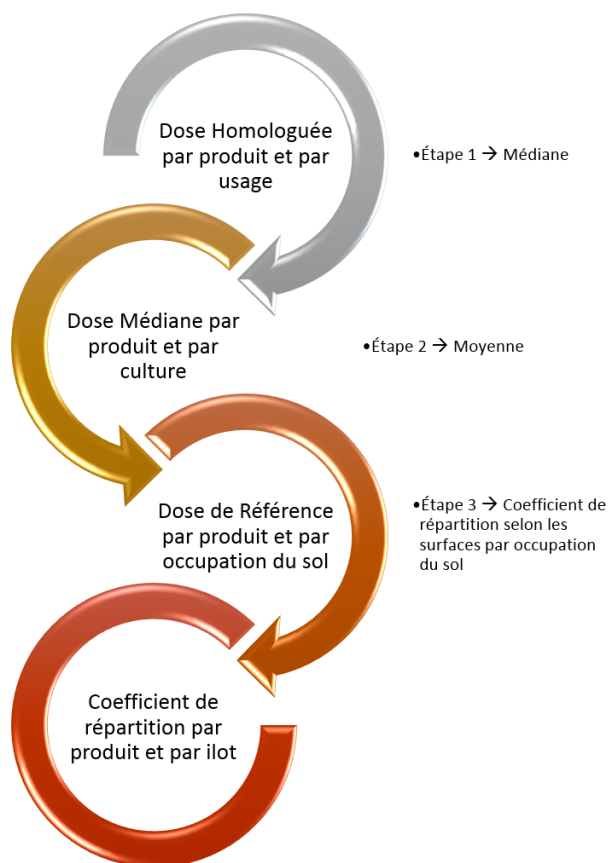 Dose Homologuée
par produit et par
usage
•Étape 1 → Médiane
Dose Médiane par
produit et par
culture
•Étape 2 → Moyenne
Dose de Référence
par produit et par
occupation du sol
•Étape 3 → Coefficient de
répartition selon les
surfaces par occupation
du sol
Coefficient de
répartition par
produit et par ilot